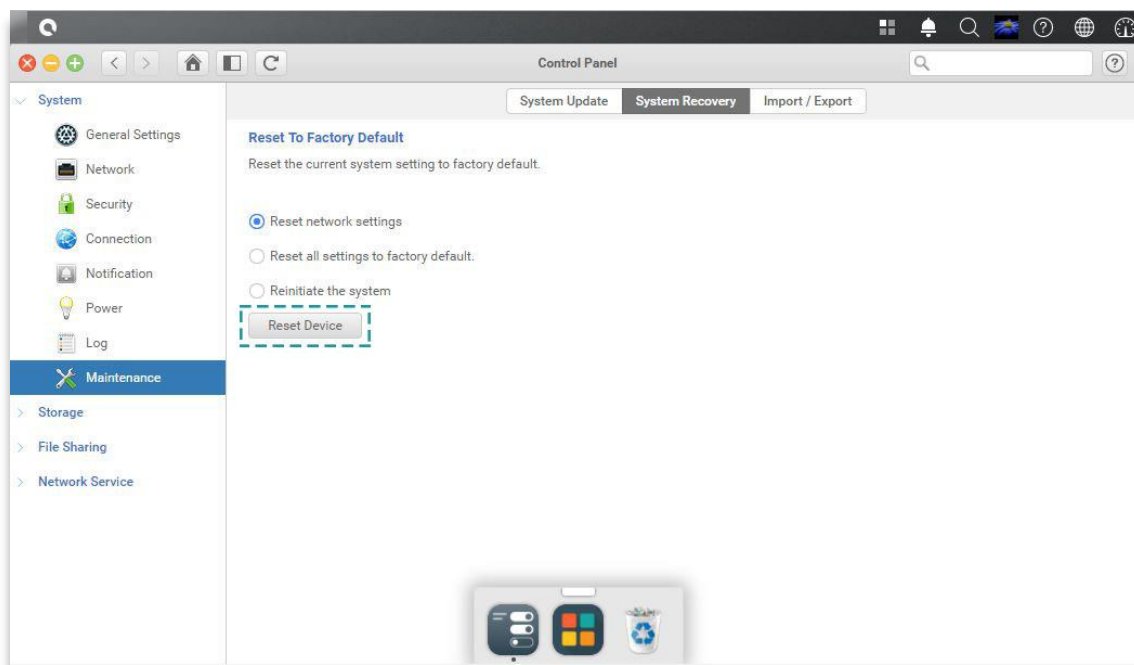 Control Panel
System
General Settings
Network
Security
Connection
Notification
Power
Log
Maintenance
Storage
File Sharing
Network Service
System Update
System Recovery
Import / Export
Reset To Factory Default
Reset the current system setting to factory default.
Reset network settings
Reset all settings to factory default.
Reinitiate the system
Reset Device